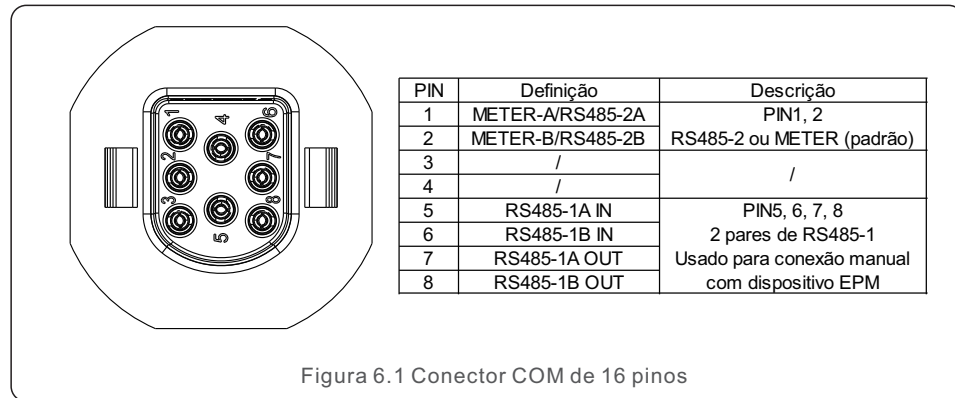 1
2
3
4
5
6
7
8
PIN Definição Descrição
1 METER-A/RS485-2A PIN1, 2
2 METER-B/RS485-2B RS485-2 ou METER (padrão)
3 /
4 / /
5 RS485-1A IN PIN5, 6, 7, 8
6 RS485-1B IN 2 pares de RS485-1
7 RS485-1A OUT Usado para conexão manual
8 RS485-1B OUT com dispositivo EPM
Figura 6.1 Conector COM de 16 pinos